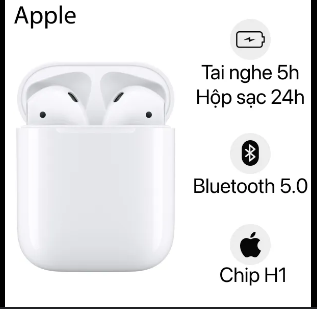 Apple
Tai nghe 5h
Hộp sạc 24h
Bluetooth 5.0
Chip H1